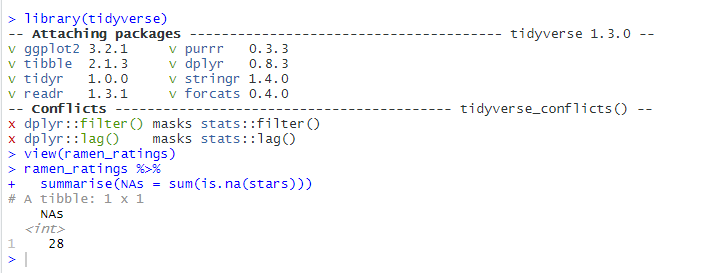 > library(tidyverse)
-- Attaching packages --------------------------------------- tidyverse 1.3.0 --
v ggplot2 3.2.1     v purrr   0.3.3
v tibble  2.1.3     v dplyr   0.8.3
v tidyr   1.0.0     v stringr 1.4.0
v readr   1.3.1     v forcats 0.4.0
-- Conflicts ------------------------------------------ tidyverse_conflicts() --
x dplyr::filter() masks stats::filter()
x dplyr::lag()    masks stats::lag()
> view(ramen_ratings)
> ramen_ratings %>%
+   summarise(NAs = sum(is.na(stars)))
# A tibble: 1 x 1
    NAs
  <int>
1    28
>